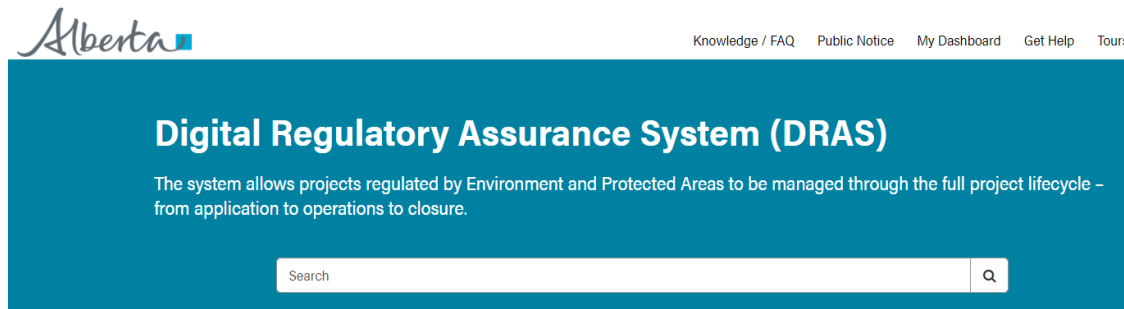 Alberta
Knowledge / FAQ Public Notice My Dashboard Get Help Tours
Digital Regulatory Assurance System (DRAS)
The system allows projects regulated by Environment and Protected Areas to be managed through the full project lifecycle –
from application to operations to closure.
Search